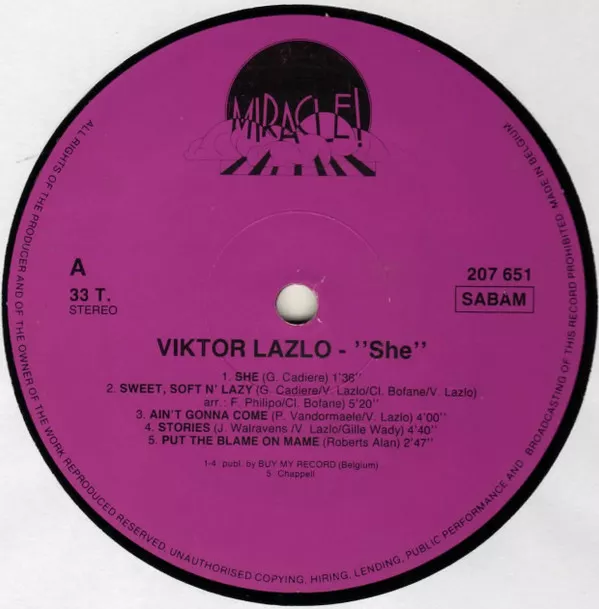 MIRACLE!
ALL RIGHTS OF THE PRODUCER AND OF THE OWNER OF THE WORK REPRODUCED RESERVED. UNAUTHORISED COPYING, HIRING, LENDING, PUBLIC PERFORMANCE AND BROADCASTING OF THIS RECORD PROHIBITED MADE IN BELGIUM
A
33 T.
STEREO
207 651
SABAM
VIKTOR LAZLO - "She"
1. SHE (G. Cadiere) 1'36"
2. SWEET, SOFT N' LAZY (G. Cadiere/V. Lazlo/Cl. Bofane/V. Lazlo)
arr.: F. Philipo/Cl. Bofane) 5'20"
3. AIN'T GONNA COME (P. Vandormaele/V. Lazlo) 4'00"
4. STORIES (J. Walravens/V. Lazlo/Gille Wady) 4'40"
5. PUT THE BLAME ON MAME (Roberts Alan) 2'47"
1-4 publ. by BUY MY RECORD (Belgium)
5 Chappell